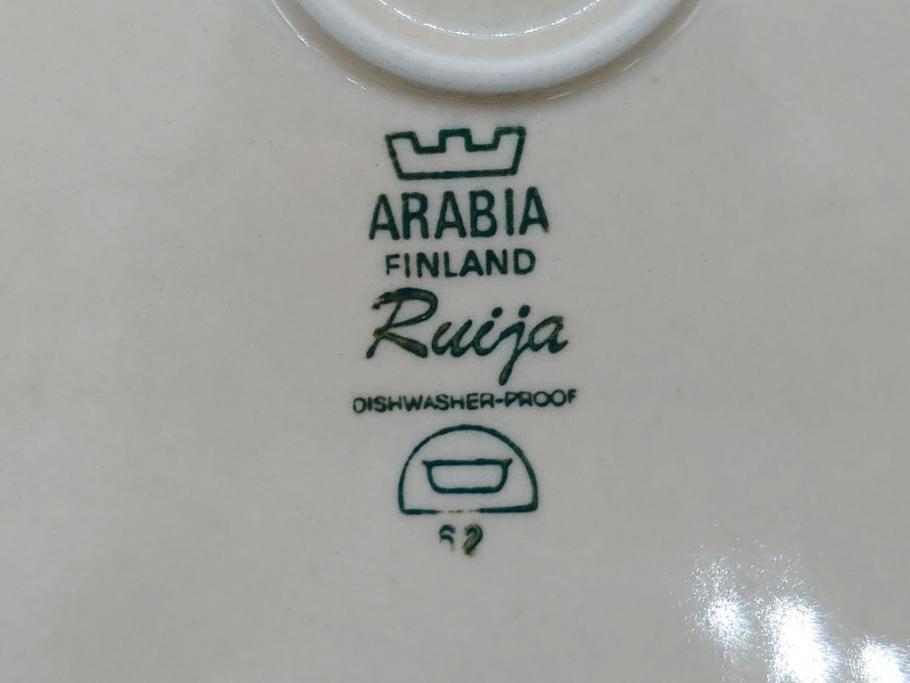 ARABIA
FINLAND
Ruija
DISHWASHER-PROOF